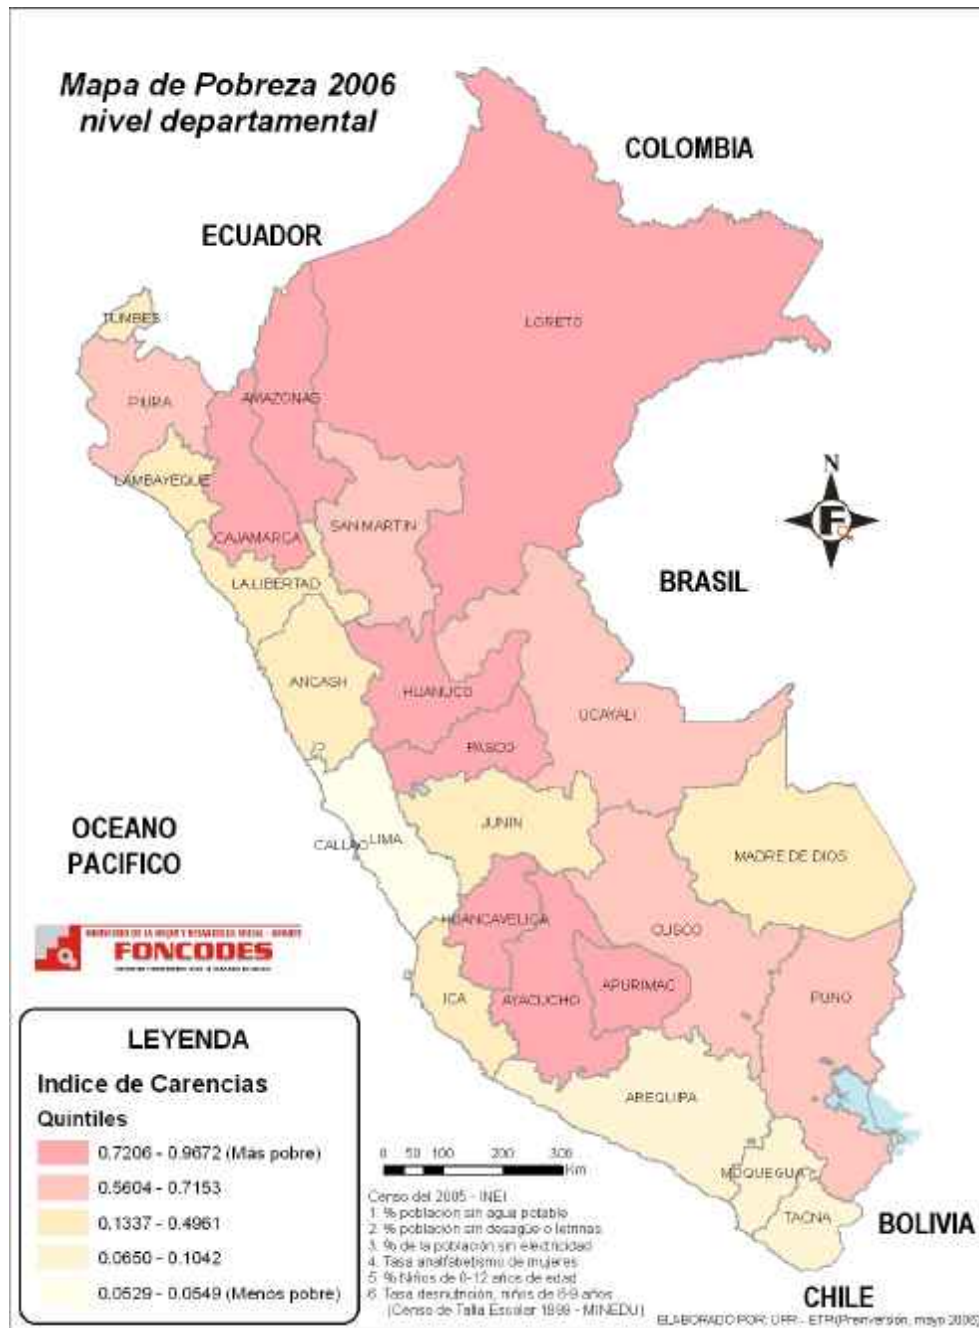 Mapa de Pobreza 2006
nivel departamental
COLOMBIA
ECUADOR
TUMBES
LORETO
PIURA
AMAZONAS
LAMBAYEQUE
N
SAN MARTIN
CAJAMARCA
F
LA LIBERTAD
BRASIL
ANCASH
HUANUCO
UCAYALI
PASCO
OCEANO
PACIFICO
JUNIN
CALLAO
LIMA
MADRE DE DIOS
HUANCAVELICA
CUSCO
FONCODES
ICA
AYACUCHO
APURIMAC
PUNO
AREQUIPA
MOQUEGUA
TACNA
BOLIVIA
CHILE
LEYENDA
Indice de Carencias
Quintiles
0.7206 - 0.9672 (Más pobre)
0.5604 - 0.7153
0.1337 - 0.4961
0.0650 - 0.1042
0.0529 - 0.0549 (Menos pobre)
0 50 100 200 300
Km
Censo del 2005 - INEI
1. % población sin agua potable
2. % población sin desagüe o letrinas
3. % de la población sin electricidad
4. Tasa analfabetismo de mujeres
5. % Niños de 0-12 años de edad
6. Tasa desnutrición, niños de 6-9 años
(Censo de Talla Escolar 1999 - MINEDU)
ELABORADO POR: UPR - ETPI
mayo